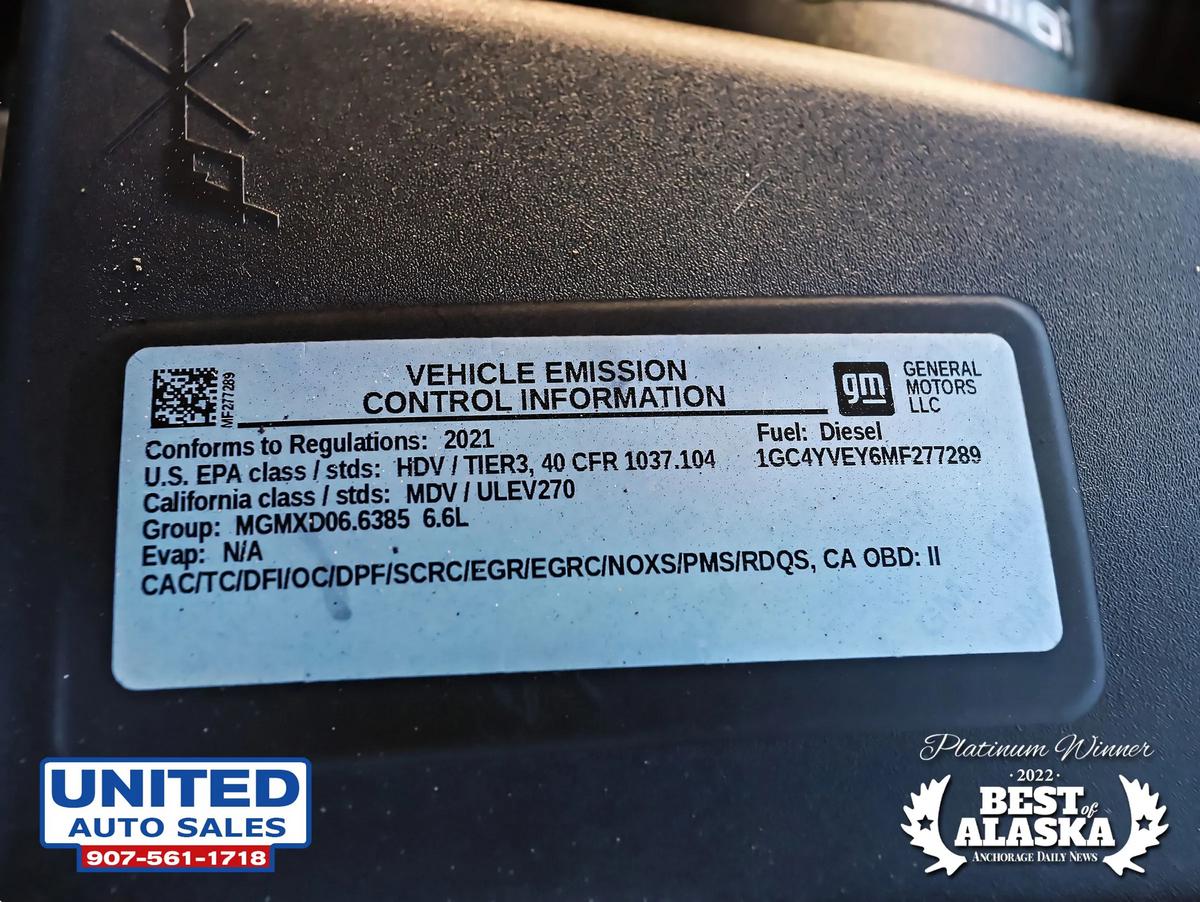 MF277289
VEHICLE EMISSION
CONTROL INFORMATION
gm
GENERAL
MOTORS
LLC
Conforms to Regulations: 2021
Fuel: Diesel
U.S. EPA class / stds: HDV / TIER3, 40 CFR 1037.104
1GC4YVEY6MF277289
California class / stds: MDV / ULEV270
Group: MGMXD06.6385 6.6L
Evap: N/A
CAC/TC/DFI/OC/DPF/SCRC/EGR/EGRC/NOXS/PMS/RDQS, CA OBD: II
UNITED
AUTO SALES
907-561-1718
Platinum Winner
·2022·
BEST of
ALASKA
ANCHORAGE DAILY NEWS